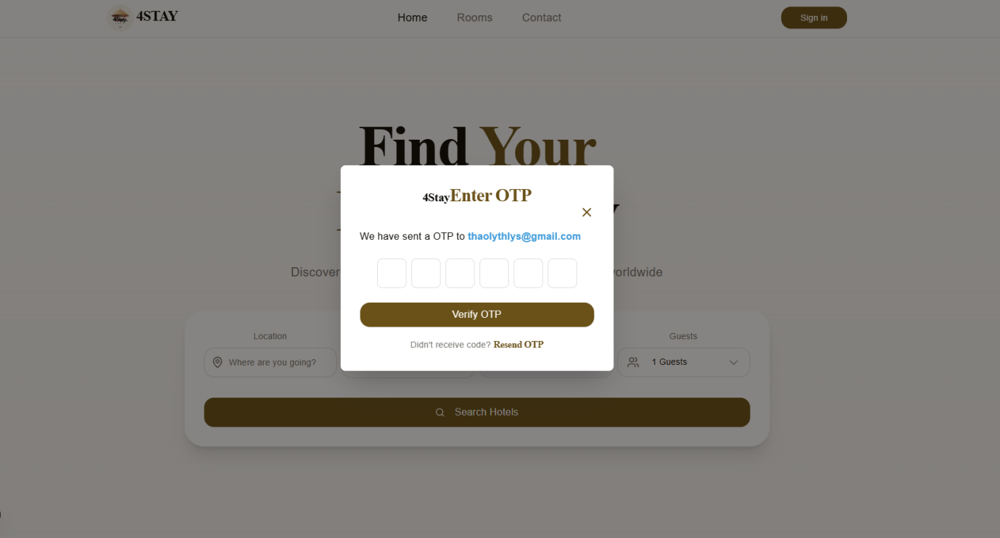 4STAY
Home Rooms Contact
Sign in
Find Your
4StayEnter OTP
We have sent a OTP to thaolythlys@gmail.com
Discover
worldwide
Verify OTP
Didn't receive code? Resend OTP
Location
Guests
Where are you going?
1 Guests
Search Hotels